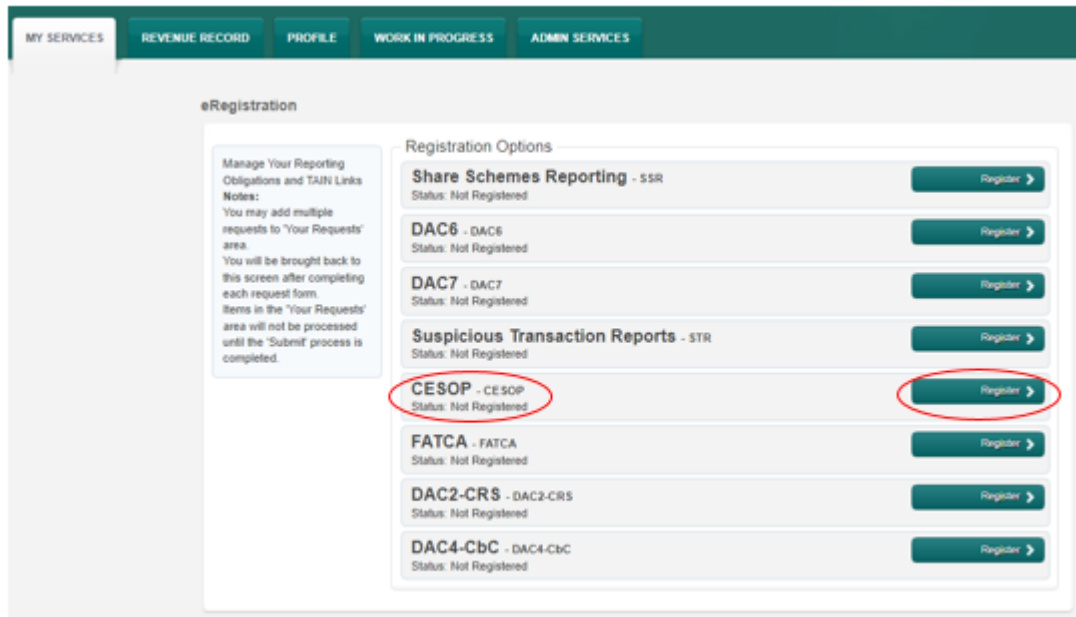 MY SERVICES
REVENUE RECORD
PROFILE
WORK IN PROGRESS
ADMIN SERVICES
eRegistration
Manage Your Reporting
Obligations and TAIN Links
Notes:
You may add multiple
requests to 'Your Requests'
area.
You will be brought back to
this screen after completing
each request form.
Items in the 'Your Requests'
area will not be processed
until the 'Submit' process is
completed.
Registration Options
Share Schemes Reporting - SSR
Status: Not Registered
Register
DAC6 - DAC6
Status: Not Registered
Register
DAC7 - DAC7
Status: Not Registered
Register
Suspicious Transaction Reports - STR
Status: Not Registered
Register
CESOP - CESOP
Status: Not Registered
Register
FATCA - FATCA
Status: Not Registered
Register
DAC2-CRS - DAC2-CRS
Status: Not Registered
Register
DAC4-CbC - DAC4-CbC
Status: Not Registered
Register